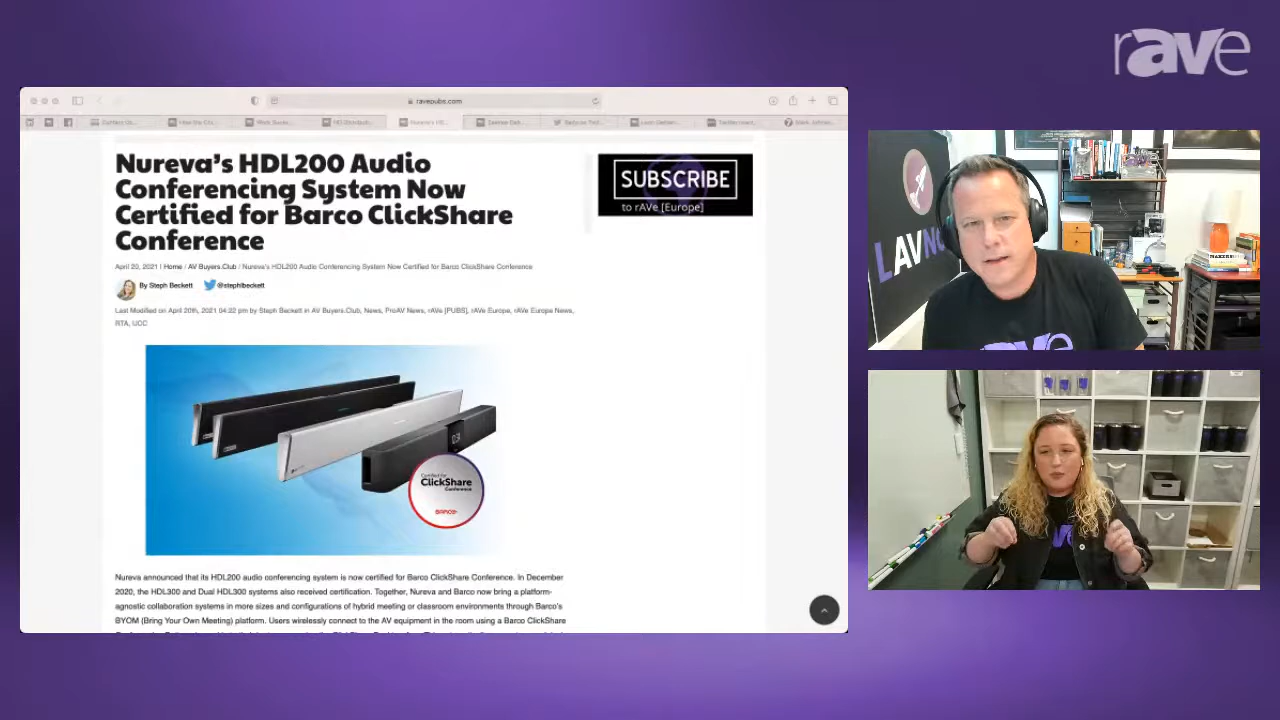 rAVe
ravepubs.com
Nureva's HDL200 Audio
Conferencing System Now
Certified for Barco ClickShare
Conference
April 20, 2021 | Home / AV Buyers.Club / Nureva's HDL200 Audio Conferencing System Now Certified for Barco ClickShare Conference
By Steph Beckett @stephlbeckett
Last Modified on April 20th, 2021 04:22 pm by Steph Beckett in AV Buyers.Club, News, ProAV News, rAVe [PUBS], rAVe Europe, rAVe Europe News,
RTA, UCC
SUBSCRIBE
to rAVe [Europe]
Certified for
ClickShare
Conference
BARCO
Nureva announced that its HDL200 audio conferencing system is now certified for Barco ClickShare Conference. In December
2020, the HDL300 and Dual HDL300 systems also received certification. Together, Nureva and Barco now bring a platform-
agnostic collaboration systems in more sizes and configurations of hybrid meeting or classroom environments through Barco's
BYOM (Bring Your Own Meeting) platform. Users wirelessly connect to the AV equipment in the room using a Barco ClickShare
LAVN
rAVe